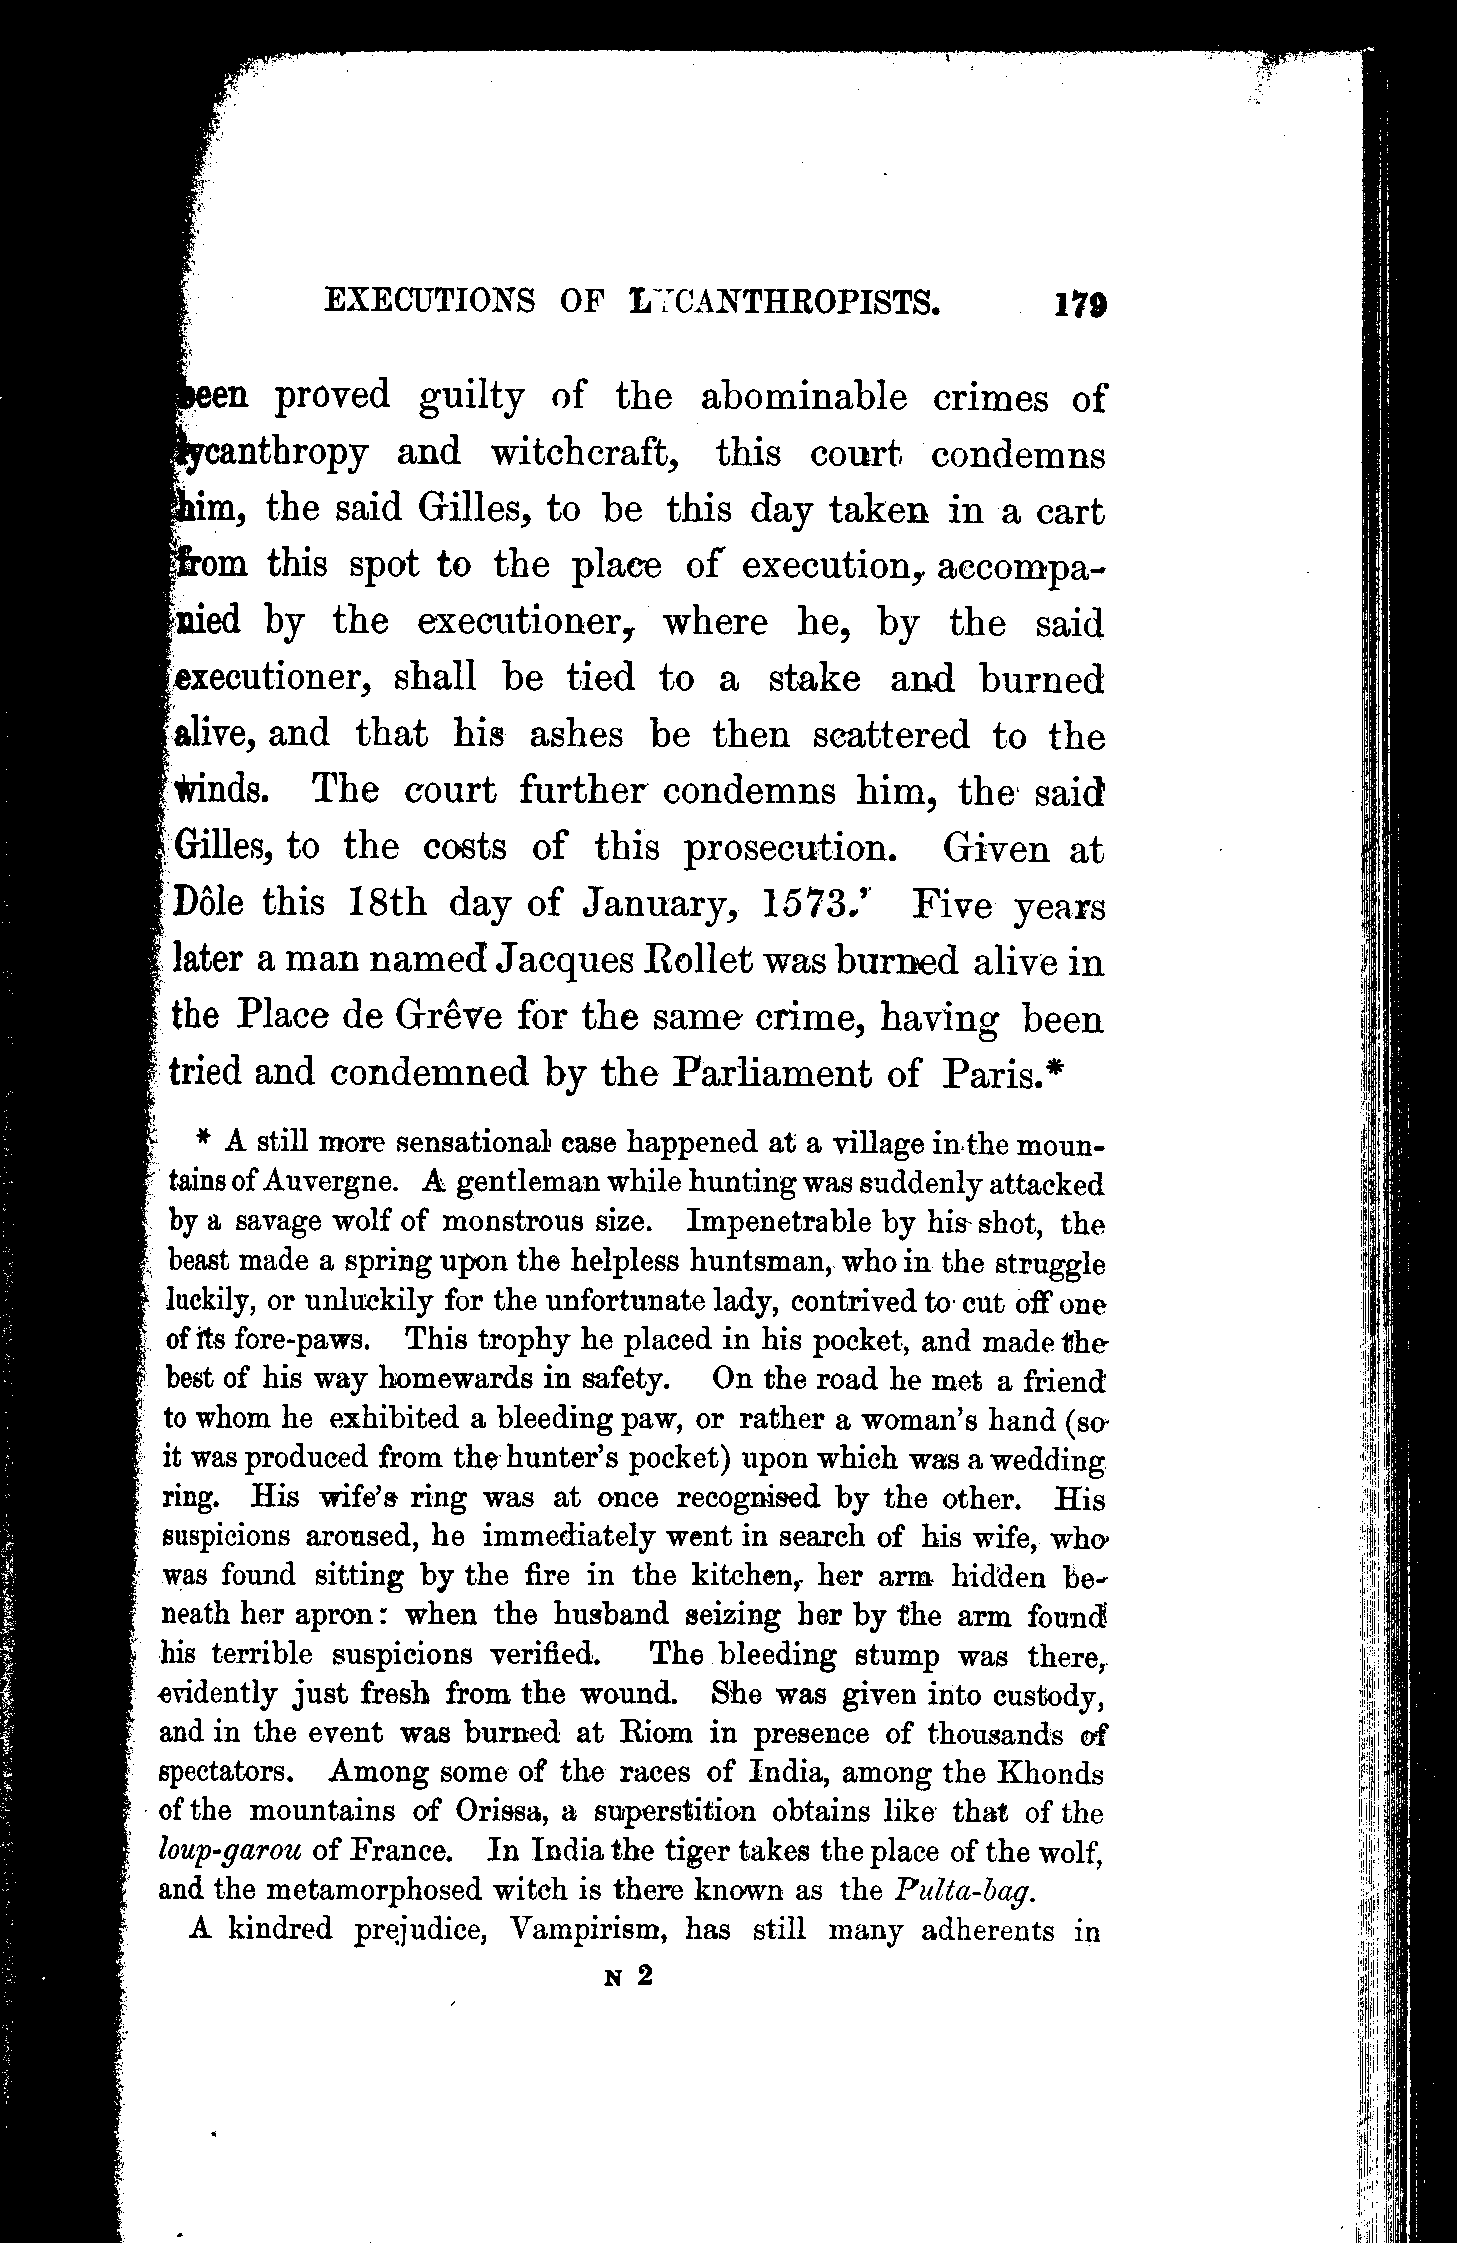 EXECUTIONS OF LYCANTHROPISTS. 179
been proved guilty of the abominable crimes of
lycanthropy and witchcraft, this court condemns
him, the said Gilles, to be this day taken in a cart
from this spot to the place of execution, accompa-
nied by the executioner, where he, by the said
executioner, shall be tied to a stake and burned
alive, and that his ashes be then scattered to the
winds. The court further condemns him, the said
Gilles, to the costs of this prosecution. Given at
Dôle this 18th day of January, 1573.' Five years
later a man named Jacques Rollet was burned alive in
the Place de Grêve for the same crime, having been
tried and condemned by the Parliament of Paris.*
* A still more sensational case happened at a village in the moun-
tains of Auvergne. A gentleman while hunting was suddenly attacked
by a savage wolf of monstrous size. Impenetrable by his shot, the
beast made a spring upon the helpless huntsman, who in the struggle
luckily, or unluckily for the unfortunate lady, contrived to cut off one
of its fore-paws. This trophy he placed in his pocket, and made the
best of his way homewards in safety. On the road he met a friend
to whom he exhibited a bleeding paw, or rather a woman's hand (so
it was produced from the hunter's pocket) upon which was a wedding
ring. His wife's ring was at once recognised by the other. His
suspicions aroused, he immediately went in search of his wife, who
was found sitting by the fire in the kitchen, her arm hidden be-
neath her apron: when the husband seizing her by the arm found
his terrible suspicions verified. The bleeding stump was there,
evidently just fresh from the wound. She was given into custody,
and in the event was burned at Riom in presence of thousands of
spectators. Among some of the races of India, among the Khonds
of the mountains of Orissa, a superstition obtains like that of the
loup-garou of France. In India the tiger takes the place of the wolf,
and the metamorphosed witch is there known as the Pulta-bag.
A kindred prejudice, Vampirism, has still many adherents in
N 2